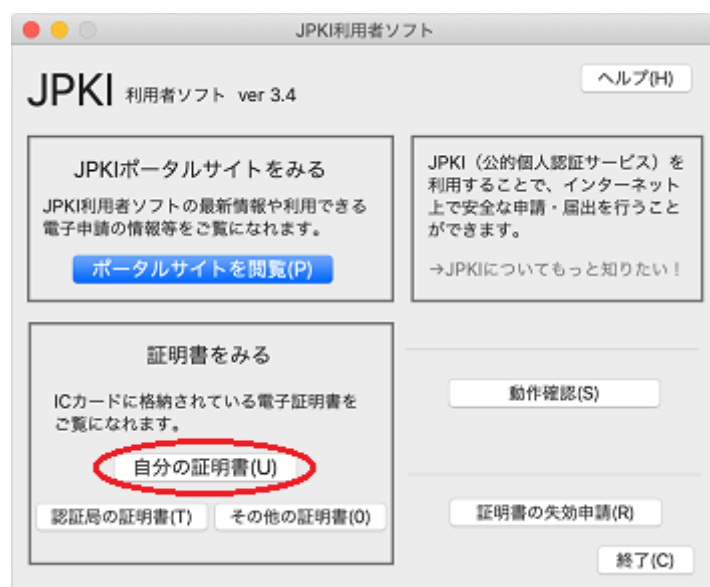 JPKI利用者ソフト
JPKI 利用者ソフト ver 3.4
ヘルプ(H)
JPKIポータルサイトをみる
JPKI利用者ソフトの最新情報や利用できる
電子申請の情報等をご覧になれます。
ポータルサイトを閲覧(P)
JPKI（公的個人認証サービス）を
利用することで、インターネット
上で安全な申請・届出を行うこと
ができます。
→JPKIについてもっと知りたい！
証明書をみる
ICカードに格納されている電子証明書を
ご覧になれます。
自分の証明書(U)
認証局の証明書(T)
その他の証明書(O)
動作確認(S)
証明書の失効申請(R)
終了(C)